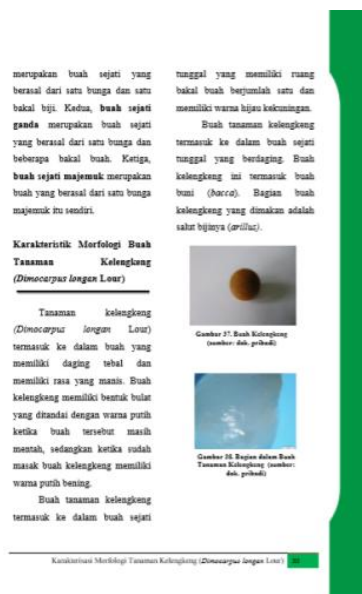 merupakan buah sejati yang
berasal dari satu bunga dan satu
bakal biji. Kedua, buah sejati
ganda merupakan buah sejati
yang berasal dari satu bunga dan
beberapa bakal buah. Ketiga,
buah sejati majemuk merupakan
buah yang berasal dari satu bunga
majemuk itu sendiri.
Karakteristik Morfologi Buah
Tanaman Kelengkeng
(Dimocarpus longan Lour)
Tanaman kelengkeng
(Dimocarpus longan Lour)
termasuk ke dalam buah yang
memiliki daging tebal dan
memiliki rasa yang manis. Buah
kelengkeng memiliki bentuk bulat
yang ditandai dengan warna putih
ketika buah tersebut masih
mentah, sedangkan ketika sudah
masak buah kelengkeng memiliki
warna putih bening.
Buah tanaman kelengkeng
termasuk ke dalam buah sejati
tunggal yang memiliki ruang
bakal buah berjumlah satu dan
memiliki warna hijau kekuningan.
Buah tanaman kelengkeng
termasuk ke dalam buah sejati
tunggal yang berdaging. Buah
kelengkeng ini termasuk buah
buni (bacca). Bagian buah
kelengkeng yang dimakan adalah
salut bijinya (arillus).
Gambar 37. Buah Kelengkeng
(sumber: dok. pribadi)
Gambar 38. Bagian dalam Buah
Tanaman Kelengkeng (sumber:
dok. pribadi)
Karakterisasi Morfologi Tanaman Kelengkeng (Dimocarpus longan Lour)